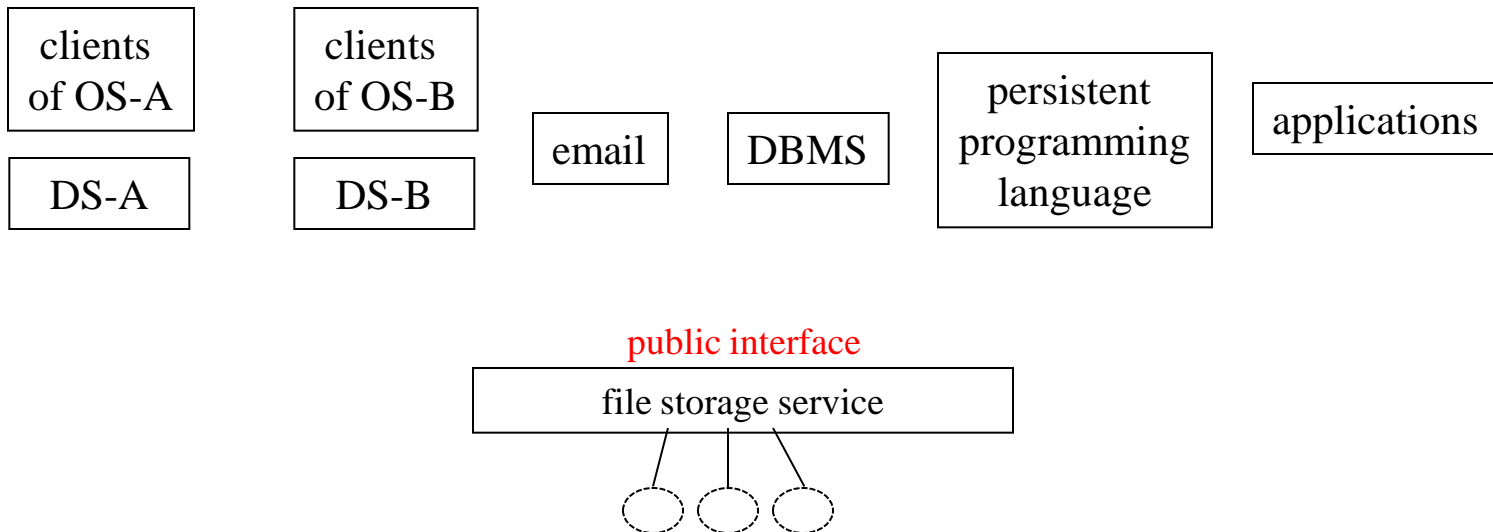 clients
of OS-A
DS-A
clients
of OS-B
DS-B
email
DBMS
persistent
programming
language
applications
public interface
file storage service